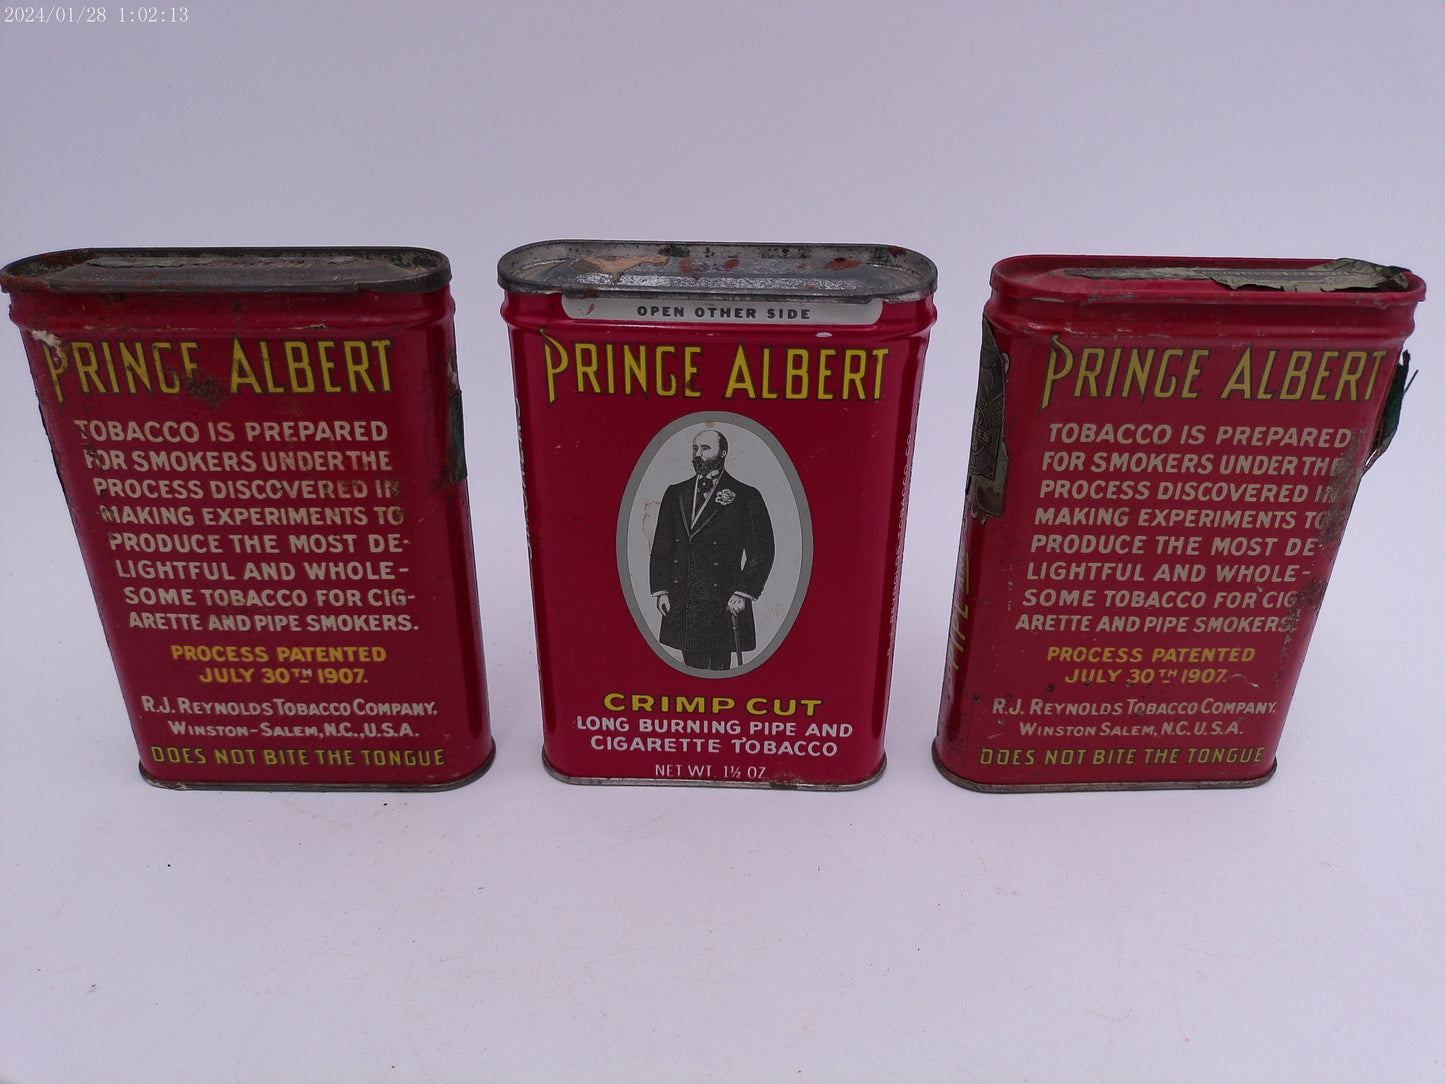 2024/01/28 1:02:13
PRINCE ALBERT
TOBACCO IS PREPARED
FOR SMOKERS UNDER THE
PROCESS DISCOVERED IN
MAKING EXPERIMENTS TO
PRODUCE THE MOST DE-
LIGHTFUL AND WHOLE-
SOME TOBACCO FOR CIG-
ARETTE AND PIPE SMOKERS.
PROCESS PATENTED
JULY 30TH 1907.
R.J. REYNOLDS TOBACCO COMPANY,
WINSTON-SALEM, N.C., U.S.A.
DOES NOT BITE THE TONGUE
OPEN OTHER SIDE
PRINCE ALBERT
CRIMP CUT
LONG BURNING PIPE AND
CIGARETTE TOBACCO
NET WT. 1½ OZ.
PRINCE ALBERT
TOBACCO IS PREPARED
FOR SMOKERS UNDER THE
PROCESS DISCOVERED IN
MAKING EXPERIMENTS TO
PRODUCE THE MOST DE-
LIGHTFUL AND WHOLE-
SOME TOBACCO FOR CIG-
ARETTE AND PIPE SMOKERS.
PROCESS PATENTED
JULY 30TH 1907.
R.J. REYNOLDS TOBACCO COMPANY,
WINSTON SALEM, N.C. U.S.A.
DOES NOT BITE THE TONGUE